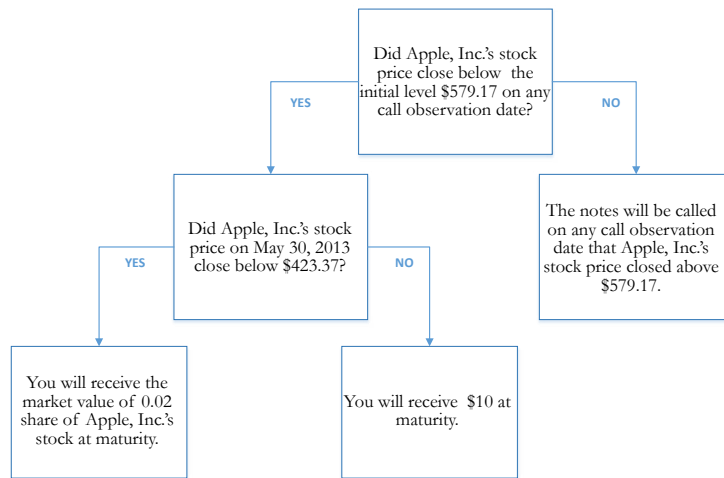 Did Apple, Inc.'s stock
price close below the
initial level $579.17 on any
call observation date?
YES
NO
Did Apple, Inc.'s stock
price on May 30, 2013
close below $423.37?
The notes will be called
on any call observation
date that Apple, Inc.'s
stock price closed above
$579.17.
YES
NO
You will receive the
market value of 0.02
share of Apple, Inc.'s
stock at maturity.
You will receive $10 at
maturity.